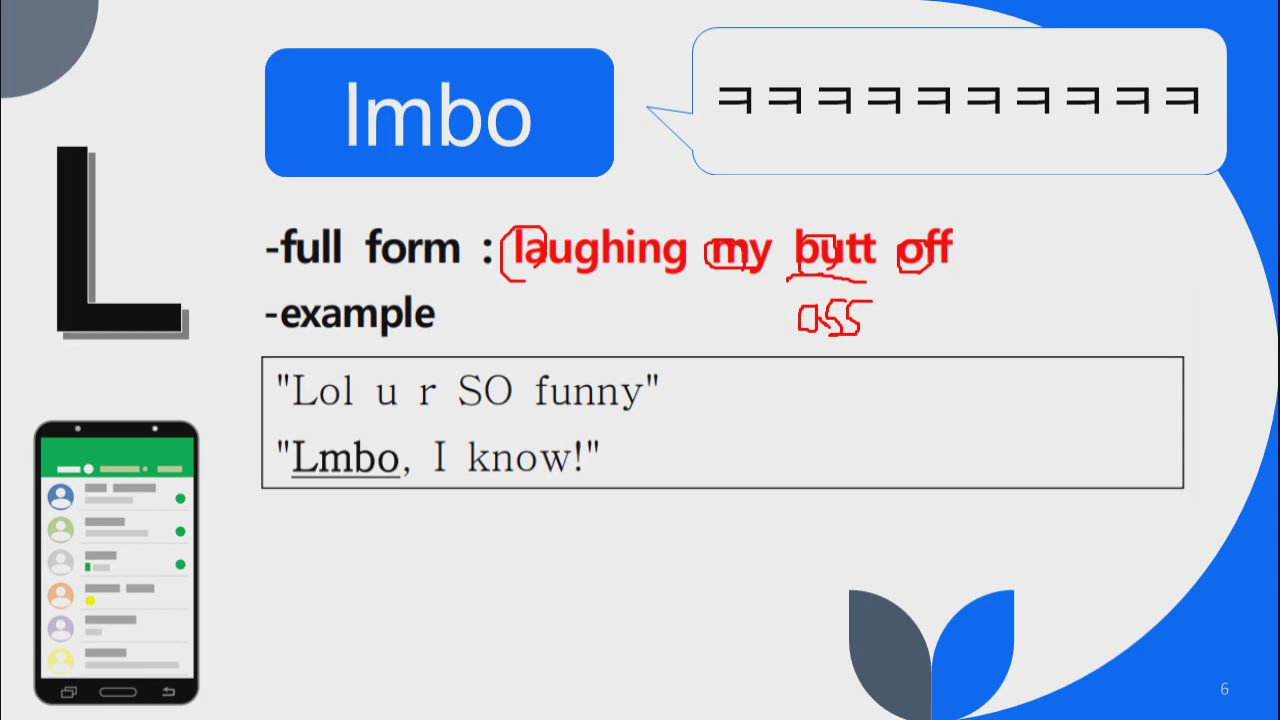 lmbo
ㅋㅋㅋㅋㅋㅋㅋㅋㅋㅋ
L
-full form : laughing my butt off
-example
ass
"Lol u r SO funny"
"Lmbo, I know!"
6